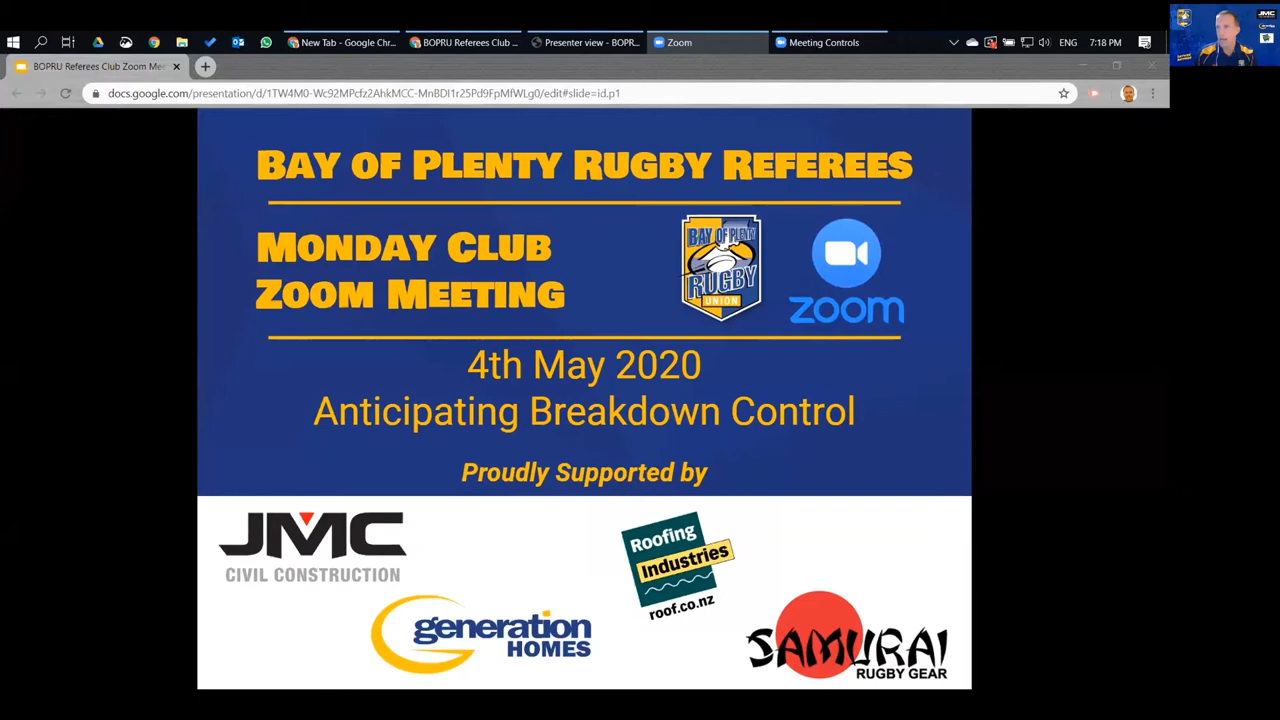 New Tab - Google Chr...
BOPRU Referees Club ...
Presenter view - BOPR...
Zoom
Meeting Controls
ENG
7:18 PM
BOPRU Referees Club Zoom Mee
docs.google.com/presentation/d/1TW4M0-Wc92MPcfz2AhkMCC-MnBDI1r25Pd9FpMfWLg0/edit#slide=id.p1
BAY OF PLENTY RUGBY REFEREES
MONDAY CLUB
ZOOM MEETING
BAY OF PLENTY
RUGBY
UNION
zoom
4th May 2020
Anticipating Breakdown Control
Proudly Supported by
JMC
CIVIL CONSTRUCTION
Roofing
Industries
roof.co.nz
generation
HOMES
SAMURAI
RUGBY GEAR
JMC